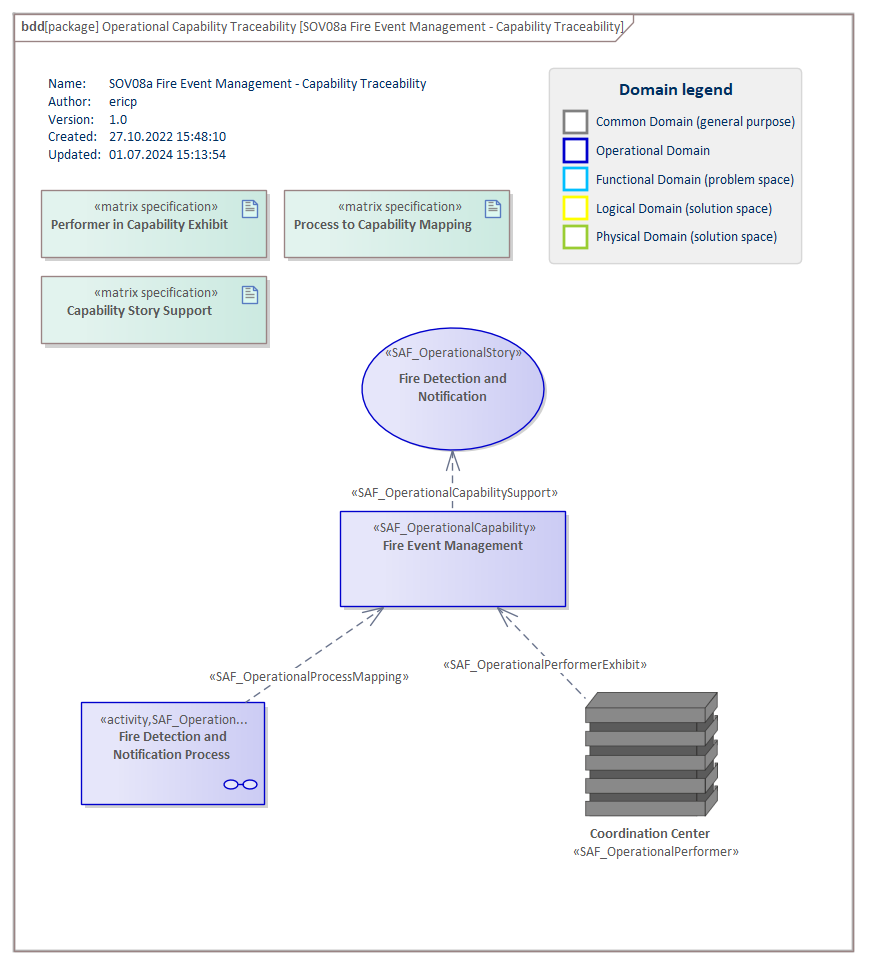 bdd[package] Operational Capability Traceability [SOV08a Fire Event Management - Capability Traceability]
Name: SOV08a Fire Event Management - Capability Traceability
Author: ericp
Version: 1.0
Created: 27.10.2022 15:48:10
Updated: 01.07.2024 15:13:54
Domain legend
Common Domain (general purpose)
Operational Domain
Functional Domain (problem space)
Logical Domain (solution space)
Physical Domain (solution space)
«matrix specification»
Performer in Capability Exhibit
«matrix specification»
Process to Capability Mapping
«matrix specification»
Capability Story Support
«SAF_OperationalStory»
Fire Detection and
Notification
«SAF_OperationalCapabilitySupport»
«SAF_OperationalCapability»
Fire Event Management
«SAF_OperationalProcessMapping»
«SAF_OperationalPerformerExhibit»
«activity,SAF_Operation...
Fire Detection and
Notification Process
Coordination Center
«SAF_OperationalPerformer»